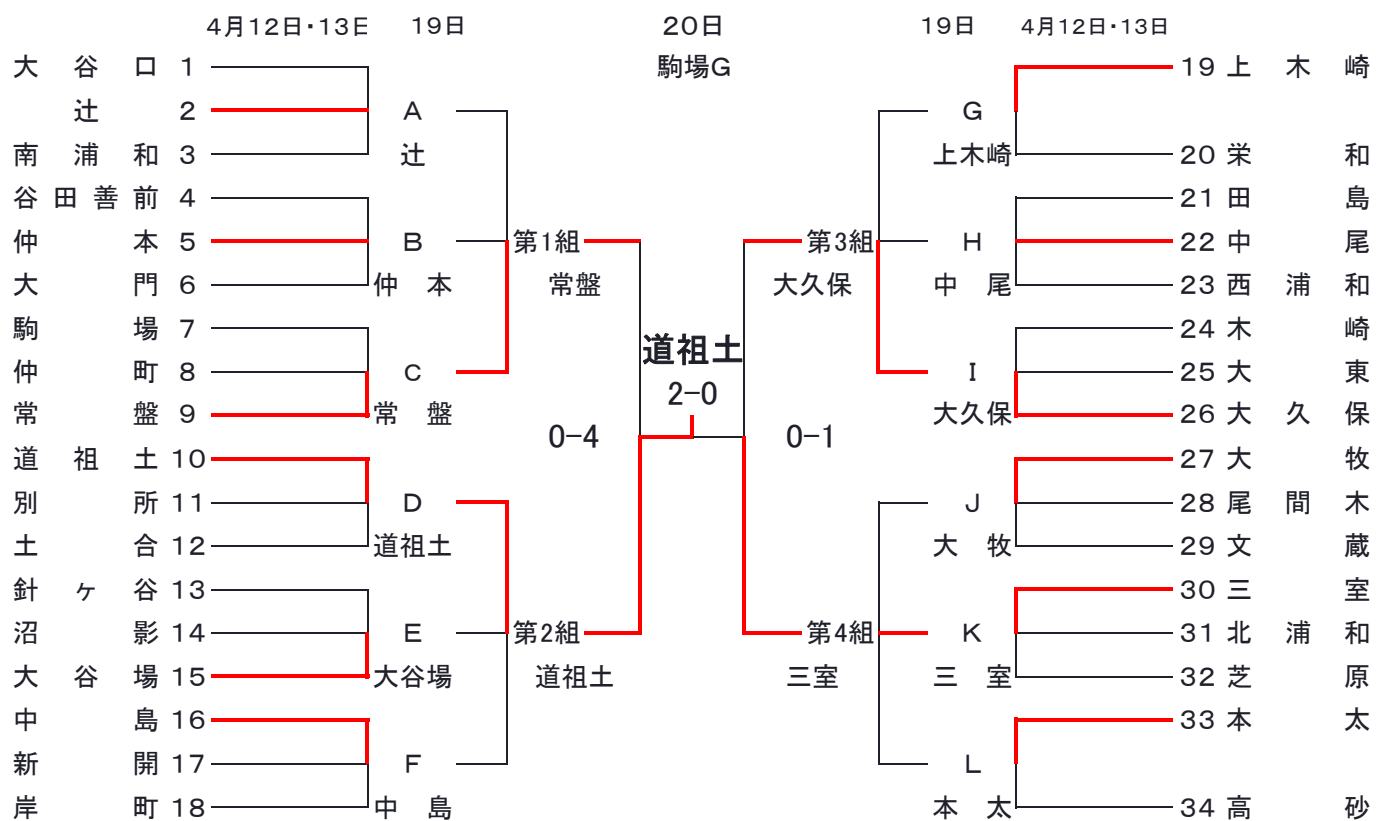 4月12日・13日 19日 20日 19日 4月12日・13日
駒場G
大谷口 1 19 上木崎
辻 2 A G
南浦和 3 辻 上木崎 20 栄和
谷田善前 4 21 田島
仲本 5 B 第1組 第3組 H 22 中尾
大門 6 仲本 常盤 大久保 中尾 23 西浦和
駒場 7 24 木崎
道祖土
仲町 8 C I 25 大東
2-0
常盤 9 常盤 大久保 26 大久保
0-4 0-1
道祖土 10 27 大牧
別所 11 D J 28 尾間木
土合 12 道祖土 大牧 29 文蔵
針ヶ谷 13 30 三室
沼影 14 E 第2組 第4組 K 31 北浦和
大谷場 15 大谷場 道祖土 三室 三室 32 芝原
中島 16 33 本太
新開 17 F L
岸町 18 中島 本太 34 高砂